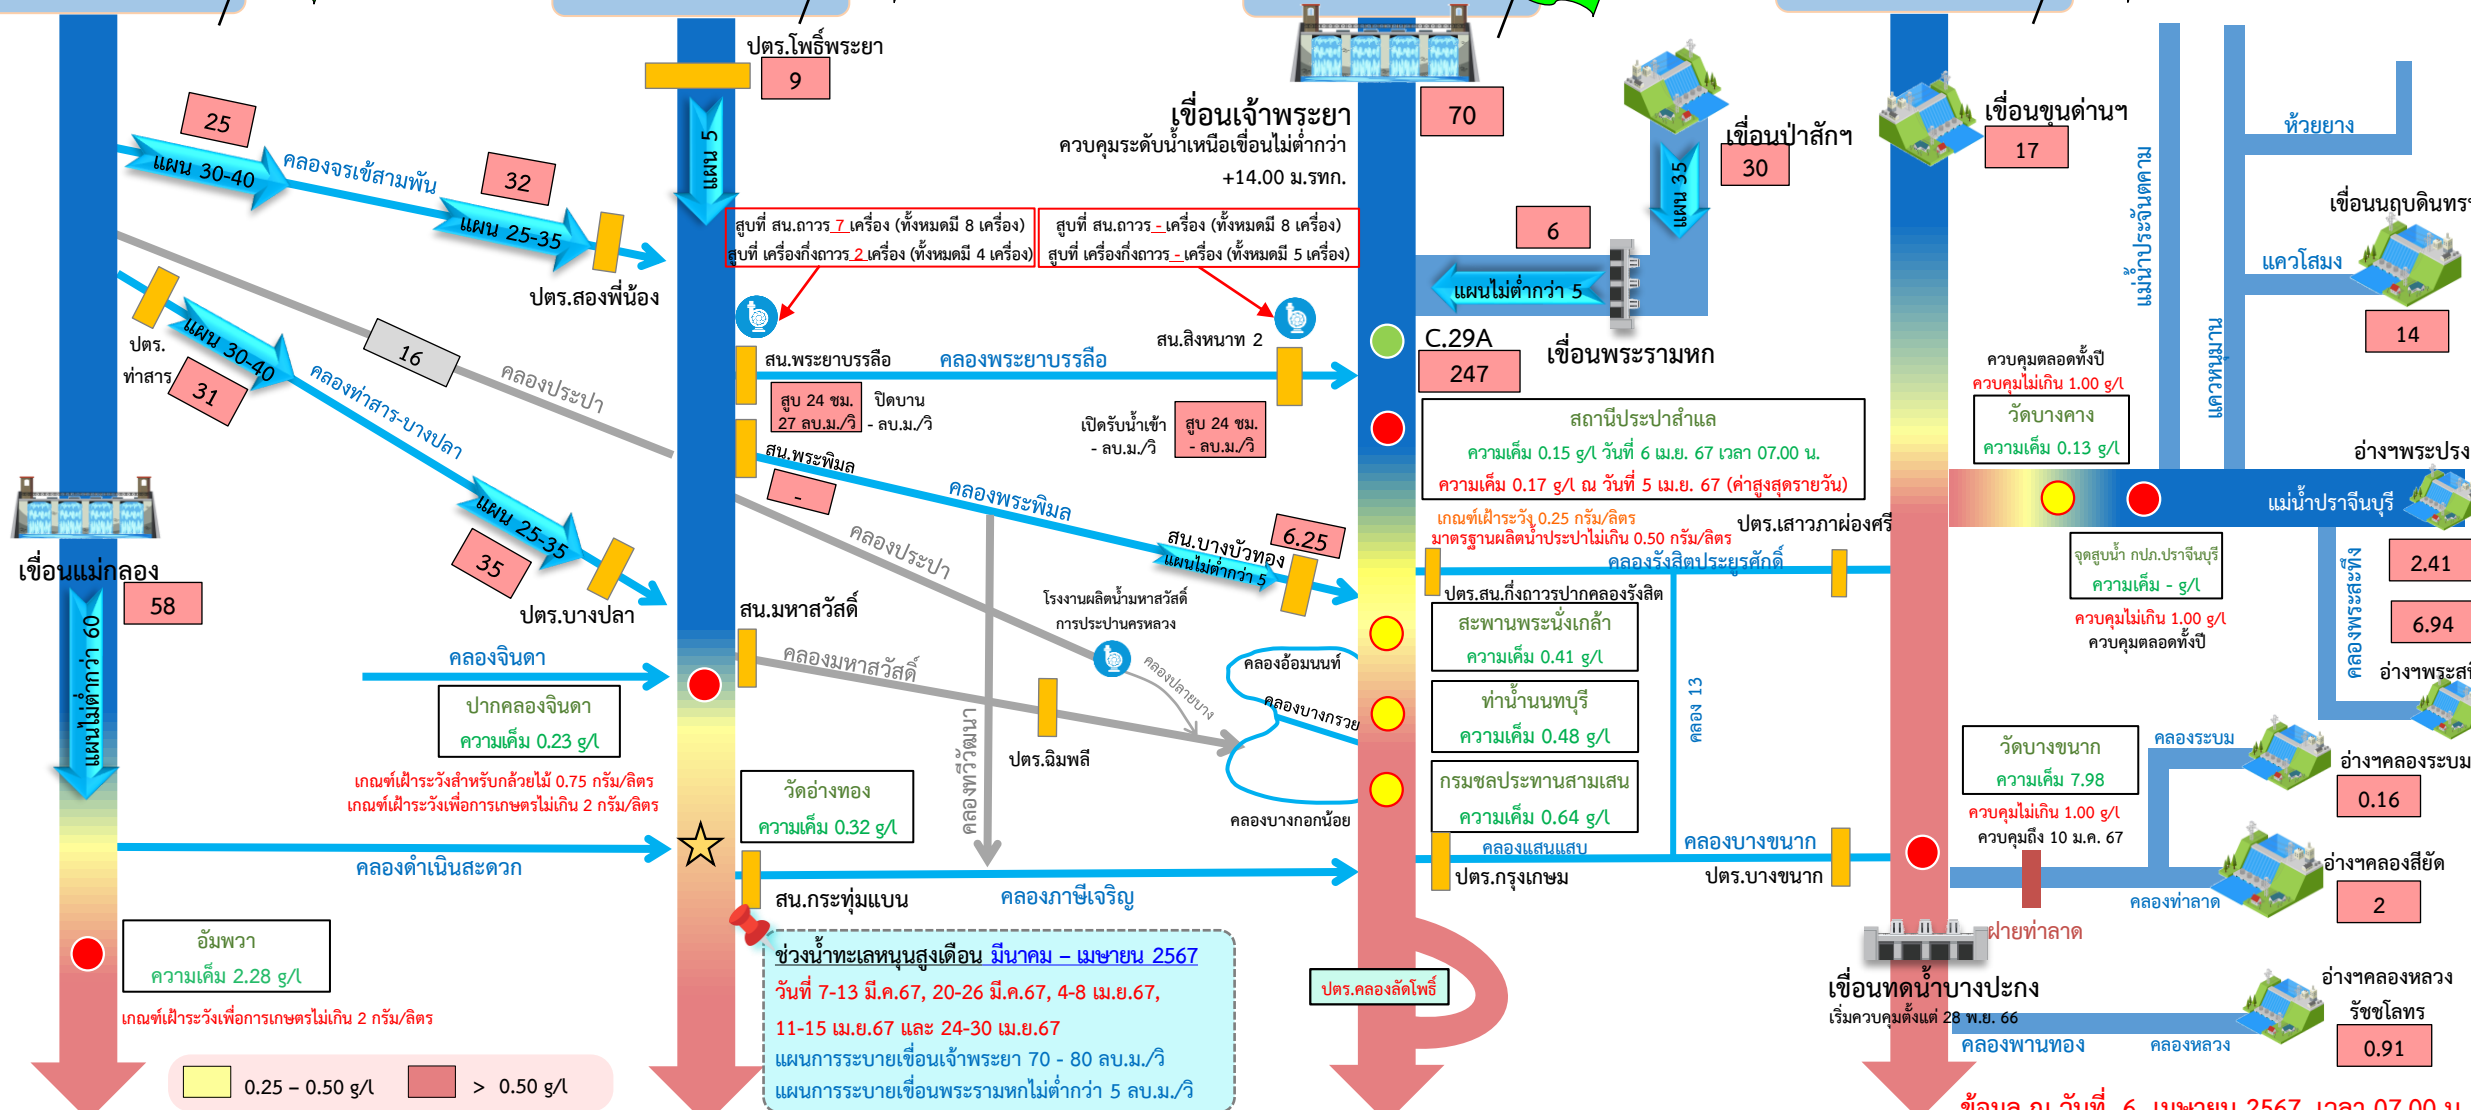 ปตร.โพธิ์พระยา
9
แผน 5
25
แผน 30-40
คลองจรเข้สามพัน
32
แผน 25-35
ปตร.สองพี่น้อง
ปตร.
ท่าสาร
แผน 30-40
31
16
คลองประปา
คลองท่าสาร-บางปลา
แผน 25-35
35
ปตร.บางปลา
เขื่อนแม่กลอง
58
แผนไม่ต่ำกว่า 60
คลองจินดา
ปากคลองจินดา
ความเค็ม 0.23 g/l
เกณฑ์เฝ้าระวังสำหรับกล้วยไม้ 0.75 กรัม/ลิตร
เกณฑ์เฝ้าระวังเพื่อการเกษตรไม่เกิน 2 กรัม/ลิตร
คลองดำเนินสะดวก
อัมพวา
ความเค็ม 2.28 g/l
เกณฑ์เฝ้าระวังเพื่อการเกษตรไม่เกิน 2 กรัม/ลิตร
0.25 – 0.50 g/l
> 0.50 g/l
เขื่อนเจ้าพระยา
ควบคุมระดับน้ำเหนือเขื่อนไม่ต่ำกว่า
+14.00 ม.รทก.
70
สูบที่ สน.ถาวร 7 เครื่อง (ทั้งหมดมี 8 เครื่อง)
สูบที่ เครื่องกึ่งถาวร 2 เครื่อง (ทั้งหมดมี 4 เครื่อง)
สูบที่ สน.ถาวร - เครื่อง (ทั้งหมดมี 8 เครื่อง)
สูบที่ เครื่องกึ่งถาวร - เครื่อง (ทั้งหมดมี 5 เครื่อง)
สน.พระยาบรรลือ
คลองพระยาบรรลือ
สน.สิงหนาท 2
สูบ 24 ชม.
27 ลบ.ม./วิ
ปิดบาน
- ลบ.ม./วิ
เปิดรับน้ำเข้า
- ลบ.ม./วิ
สูบ 24 ชม.
- ลบ.ม./วิ
สน.พระพิมล
-
คลองพระพิมล
คลองประปา
สน.บางบัวทอง
แผนไม่ต่ำกว่า 5
6.25
สน.มหาสวัสดิ์
คลองมหาสวัสดิ์
โรงงานผลิตน้ำมหาสวัสดิ์
การประปานครหลวง
คลองปลายบาง
คลองอ้อมนนท์
คลองบางกรวย
คลองทวีวัฒนา
ปตร.ฉิมพลี
คลองบางกอกน้อย
วัดอ่างทอง
ความเค็ม 0.32 g/l
สน.กระทุ่มแบน
คลองภาษีเจริญ
ช่วงน้ำทะเลหนุนสูงเดือน มีนาคม – เมษายน 2567
วันที่ 7-13 มี.ค.67, 20-26 มี.ค.67, 4-8 เม.ย.67,
11-15 เม.ย.67 และ 24-30 เม.ย.67
แผนการระบายเขื่อนเจ้าพระยา 70 - 80 ลบ.ม./วิ
แผนการระบายเขื่อนพระรามหกไม่ต่ำกว่า 5 ลบ.ม./วิ
เขื่อนป่าสักฯ
30
แผน 35
6
แผนไม่ต่ำกว่า 5
เขื่อนพระรามหก
C.29A
247
สถานีประปาสำแล
ความเค็ม 0.15 g/l วันที่ 6 เม.ย. 67 เวลา 07.00 น.
ความเค็ม 0.17 g/l ณ วันที่ 5 เม.ย. 67 (ค่าสูงสุดรายวัน)
เกณฑ์เฝ้าระวัง 0.25 กรัม/ลิตร
มาตรฐานผลิตน้ำประปาไม่เกิน 0.50 กรัม/ลิตร
ปตร.เสาวภาผ่องศรี
คลองรังสิตประยูรศักดิ์
ปตร.สน.กึ่งถาวรปากคลองรังสิต
สะพานพระนั่งเกล้า
ความเค็ม 0.41 g/l
ท่าน้ำนนทบุรี
ความเค็ม 0.48 g/l
กรมชลประทานสามเสน
ความเค็ม 0.64 g/l
คลอง 13
คลองแสนแสบ
คลองบางขนาก
ปตร.กรุงเกษม
ปตร.บางขนาก
ปตร.คลองลัดโพธิ์
เขื่อนขุนด่านฯ
17
แม่น้ำประจันตคาม
ห้วยยาง
เขื่อนนฤบดินทรฯ
แควโสมง
14
แควหนุมาน
ควบคุมตลอดทั้งปี
ควบคุมไม่เกิน 1.00 g/l
วัดบางคาง
ความเค็ม 0.13 g/l
อ่างฯพระปรง
แม่น้ำปราจีนบุรี
จุดสูบน้ำ กปภ.ปราจีนบุรี
ความเค็ม - g/l
ควบคุมไม่เกิน 1.00 g/l
ควบคุมตลอดทั้งปี
คลองพระสะทึง
2.41
6.94
วัดบางขนาก
ความเค็ม 7.98
ควบคุมไม่เกิน 1.00 g/l
ควบคุมถึง 10 ม.ค. 67
คลองระบม
อ่างฯคลองระบม
0.16
อ่างฯคลองสียัด
2
คลองท่าลาด
ฝายท่าลาด
เขื่อนทดน้ำบางปะกง
เริ่มควบคุมตั้งแต่ 28 พ.ย. 66
คลองพานทอง
คลองหลวง
อ่างฯคลองหลวง
รัชชโลทร
0.91
ข้อมูล ณ วันที่ 6 เมษายน 2567 เวลา 07.00 น